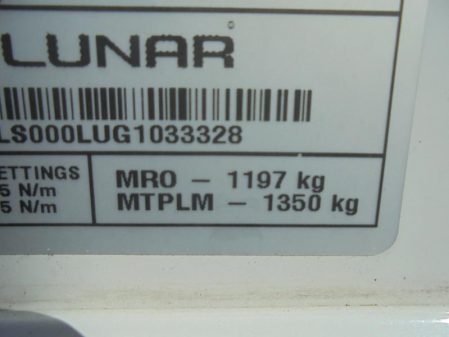 LUNAR
LS000LUG1033328
ETTINGS
5 N/m
5 N/m
MRO – 1197 kg
MTPLM – 1350 kg